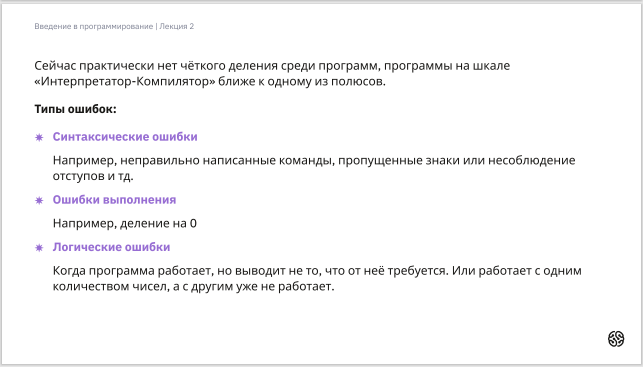 Введение в программирование | Лекция 2
Сейчас практически нет чёткого деления среди программ, программы на шкале
«Интерпретатор-Компилятор» ближе к одному из полюсов.
Типы ошибок:
Синтаксические ошибки
Например, неправильно написанные команды, пропущенные знаки или несоблюдение
отступов и тд.
Ошибки выполнения
Например, деление на 0
Логические ошибки
Когда программа работает, но выводит не то, что от неё требуется. Или работает с одним
количеством чисел, а с другим уже не работает.